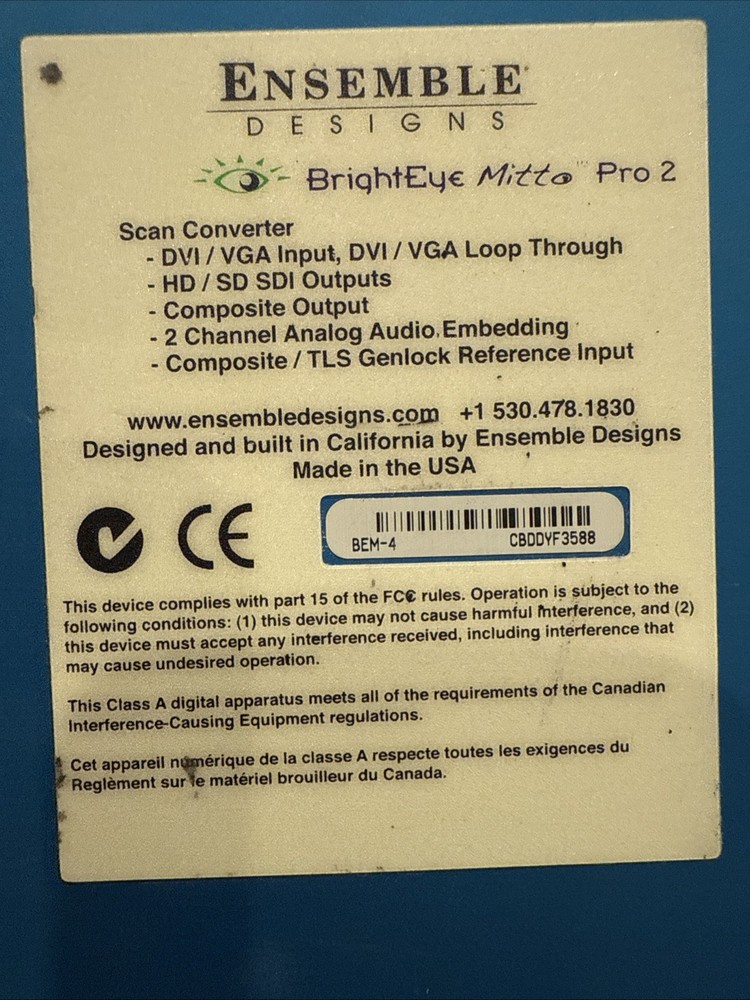 ENSEMBLE
DESIGNS
BrightEye Mitto™ Pro 2
Scan Converter
- DVI / VGA Input, DVI / VGA Loop Through
- HD / SD SDI Outputs
- Composite Output
- 2 Channel Analog Audio Embedding
- Composite / TLS Genlock Reference Input
www.ensembledesigns.com +1 530.478.1830
Designed and built in California by Ensemble Designs
Made in the USA
CE
BEM-4 CBDDYF3588
This device complies with part 15 of the FCC rules. Operation is subject to the
following conditions: (1) this device may not cause harmful interference, and (2)
this device must accept any interference received, including interference that
may cause undesired operation.
This Class A digital apparatus meets all of the requirements of the Canadian
Interference-Causing Equipment regulations.
Cet appareil numérique de la classe A respecte toutes les exigences du
Reglèment sur le matériel brouilleur du Canada.